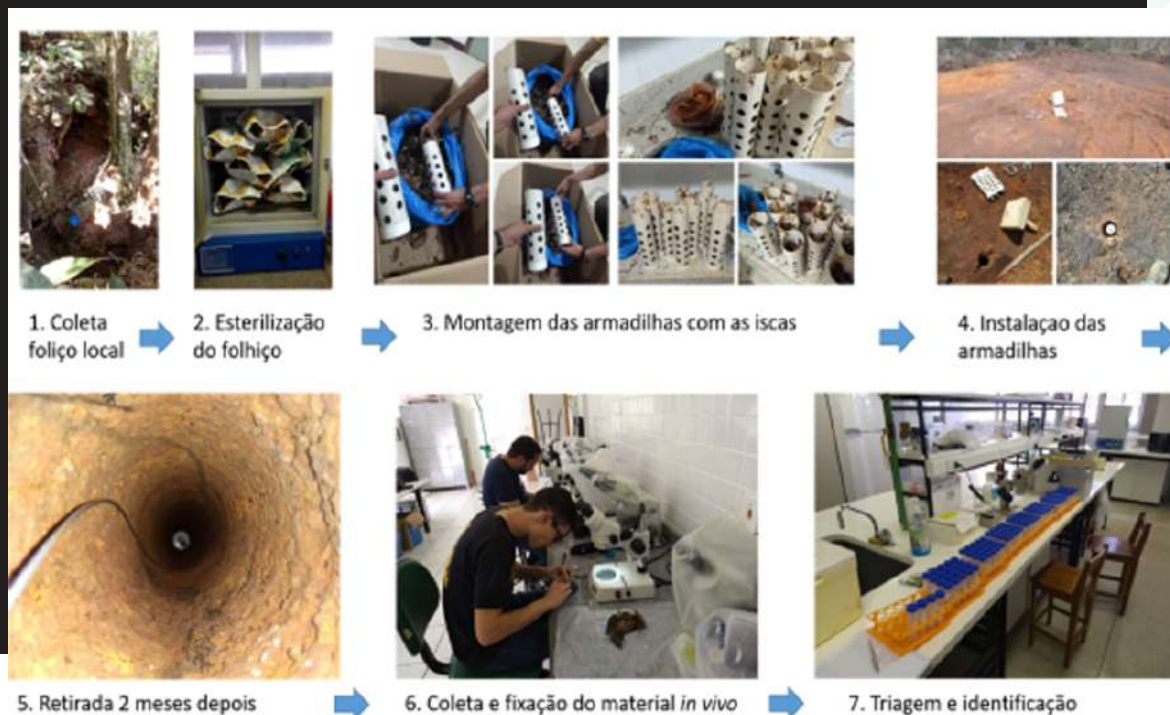 1. Coleta
foliço local
2. Esterilização
do folhiço
3. Montagem das armadilhas com as iscas
4. Instalaçao das
armadilhas
5. Retirada 2 meses depois
6. Coleta e fixação do material in vivo
7. Triagem e identificação